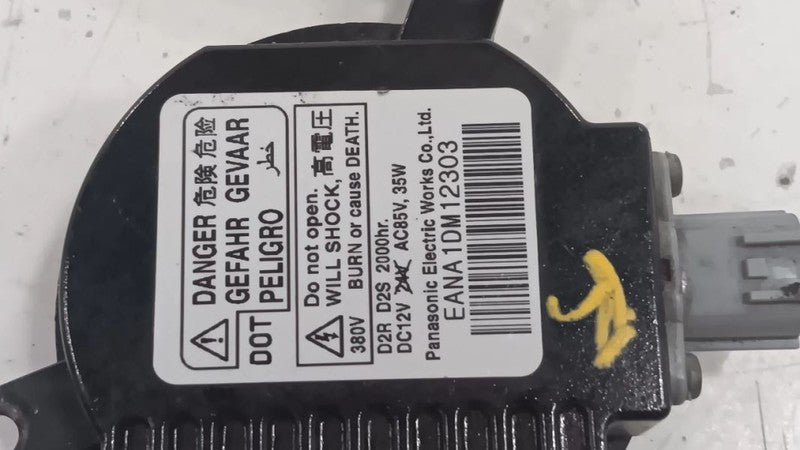 DANGER 危険 危险
GEFAHR GEVAAR
PELIGRO خطر
DOT
Do not open.
WILL SHOCK, 高電圧
BURN or cause DEATH.
380V
D2R D2S 2000hr.
DC12V AC85V, 35W
Panasonic Electric Works Co.,Ltd.
EANA1DM12303